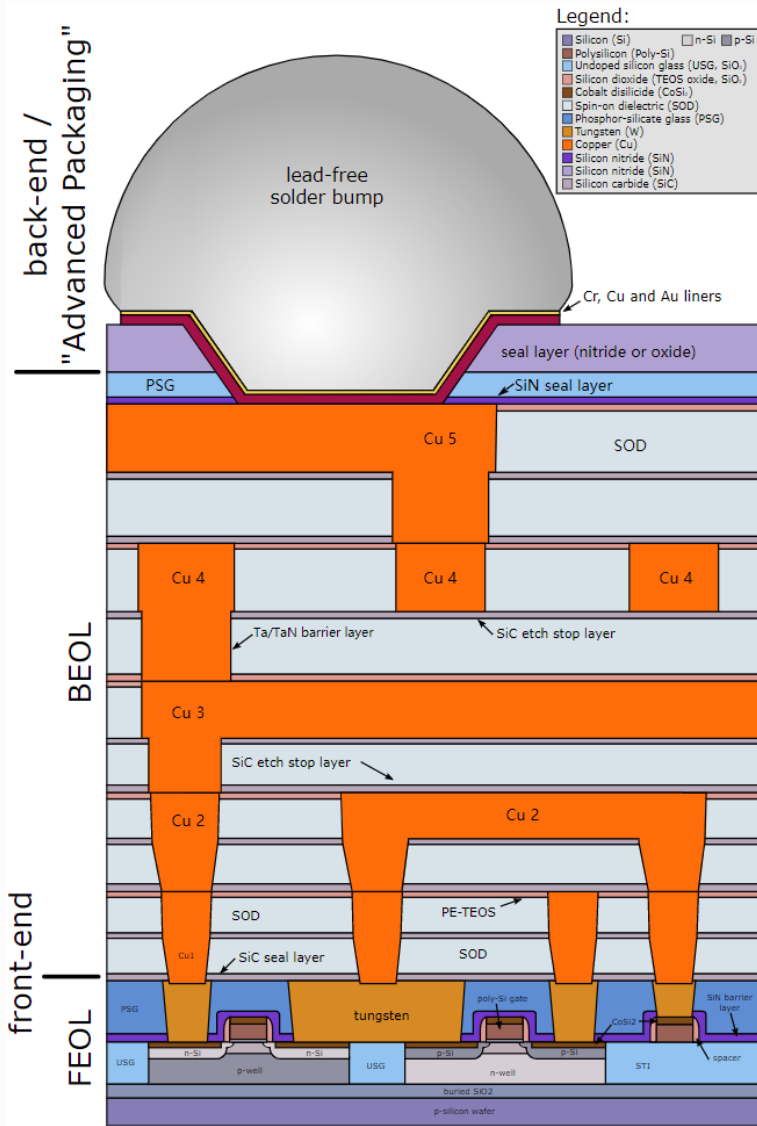 Legend:
Silicon (Si)
n-Si
p-Si
Polysilicon (Poly-Si)
Undoped silicon glass (USG, SiO₂)
Silicon dioxide (TEOS oxide, SiO₂)
Cobalt disilicide (CoSi₂)
Spin-on dielectric (SOD)
Phosphor-silicate glass (PSG)
Tungsten (W)
Copper (Cu)
Silicon nitride (SiN)
Silicon nitride (SiN)
Silicon carbide (SiC)
back-end /
"Advanced Packaging"
lead-free
solder bump
Cr, Cu and Au liners
seal layer (nitride or oxide)
PSG
SiN seal layer
Cu 5
SOD
Cu 4
Cu 4
Cu 4
BEOL
Ta/TaN barrier layer
SiC etch stop layer
Cu 3
SiC etch stop layer
Cu 2
Cu 2
front-end
SOD
PE-TEOS
Cu1
SiC seal layer
SOD
FEOL
PSG
tungsten
poly-Si gate
SiN barrier
layer
CoSi2
spacer
USG
n-Si
n-Si
p-well
USG
p-Si
p-Si
n-well
STI
buried SiO2
p-silicon wafer